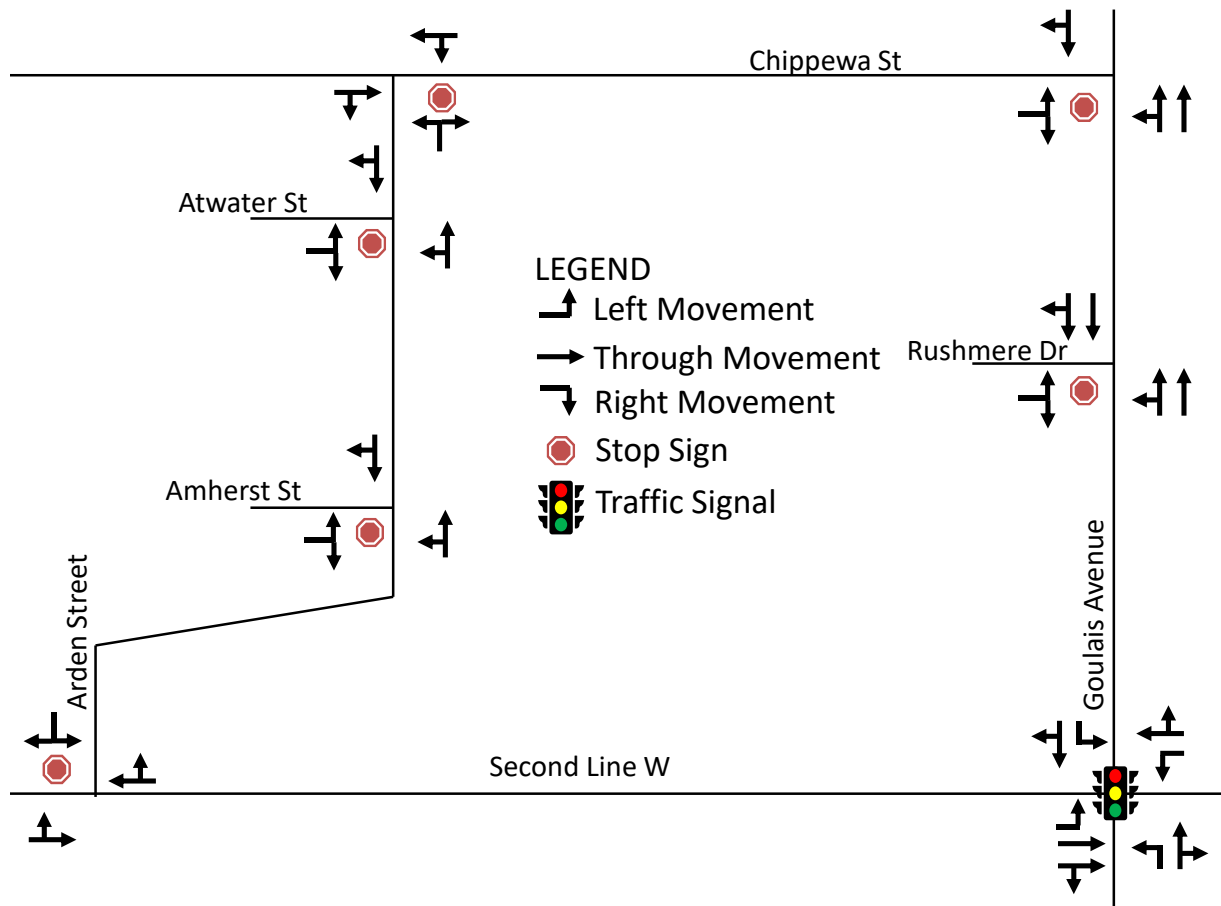 Chippewa St
Atwater St
LEGEND
Left Movement
Through Movement
Right Movement
Stop Sign
Traffic Signal
Rushmere Dr
Amherst St
Arden Street
Goulais Avenue
Second Line W